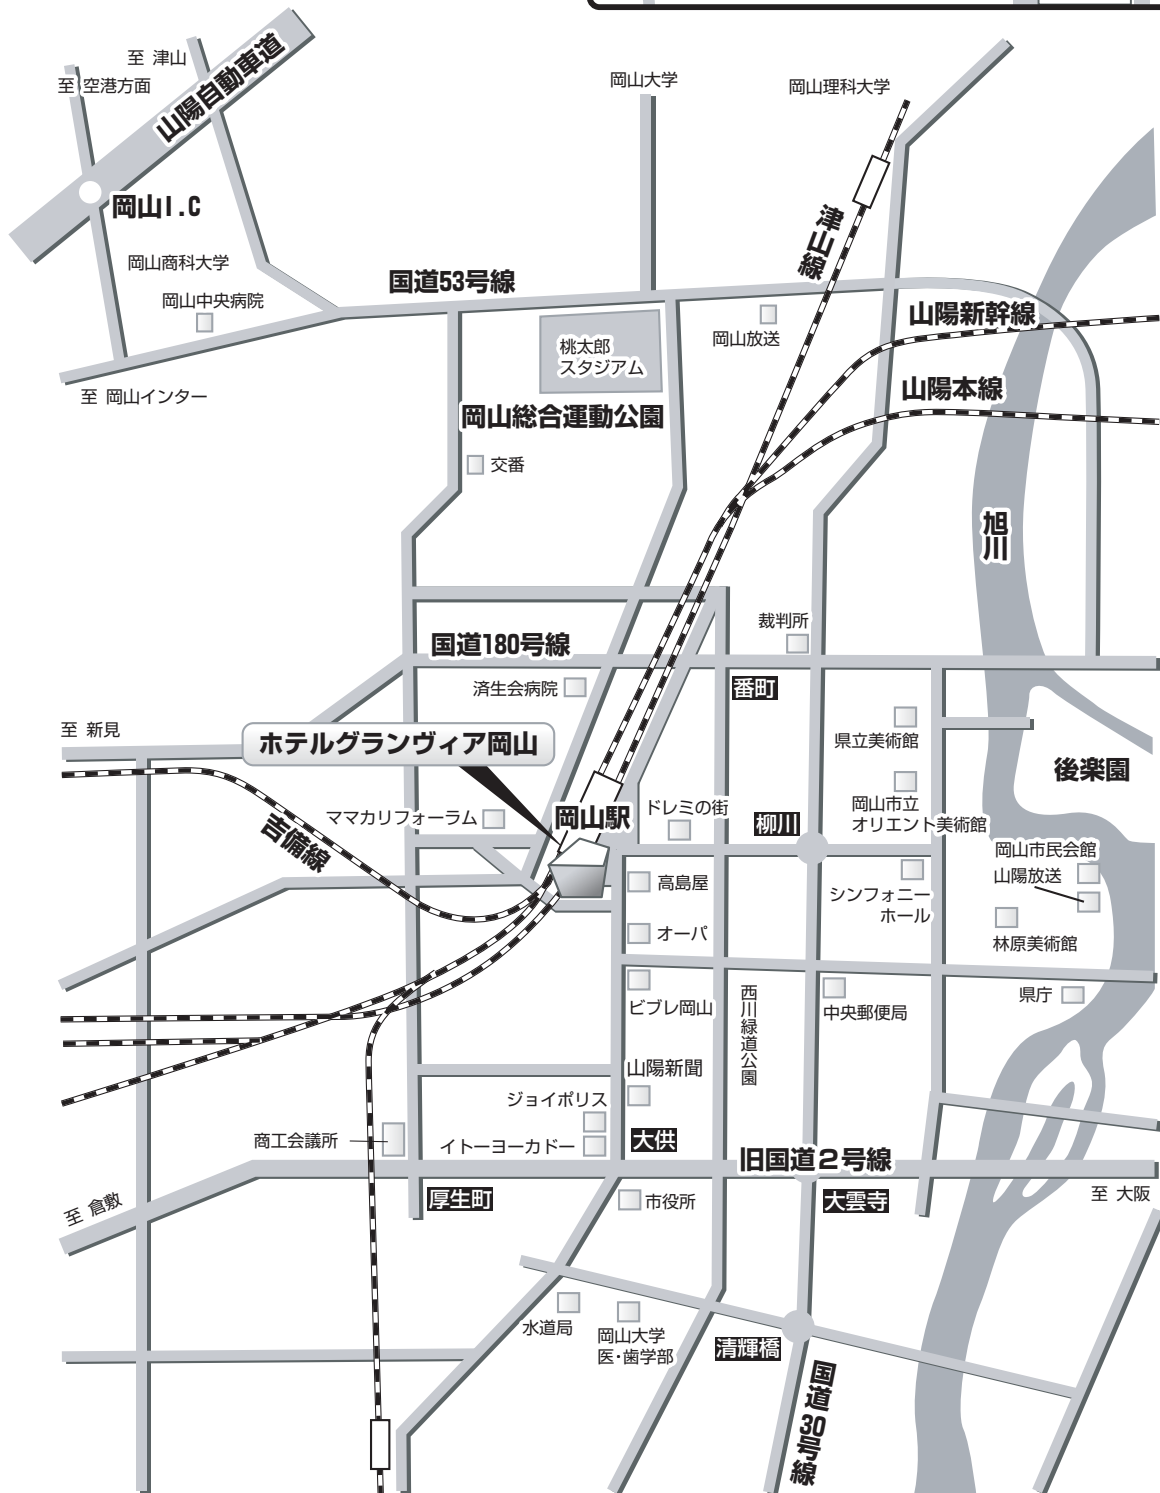 至 津山
至 空港方面
山陽自動車道
岡山I.C
岡山大学
岡山理科大学
津山線
岡山商科大学
岡山中央病院
国道53号線
岡山放送
山陽新幹線
桃太郎
スタジアム
至 岡山インター
山陽本線
岡山総合運動公園
交番
旭川
裁判所
国道180号線
済生会病院
番町
至 新見
ホテルグランヴィア岡山
県立美術館
後楽園
岡山市立
オリエント美術館
ママカリフォーラム
岡山駅
ドレミの街
柳川
吉備線
岡山市民会館
山陽放送
高島屋
シンフォニー
ホール
オーパ
林原美術館
ビブレ岡山
西川緑道公園
中央郵便局
県庁
山陽新聞
ジョイポリス
商工会議所
イトーヨーカドー
大供
旧国道2号線
至 倉敷
厚生町
市役所
大雲寺
至 大阪
水道局
岡山大学
医・歯学部
清輝橋
国道30号線